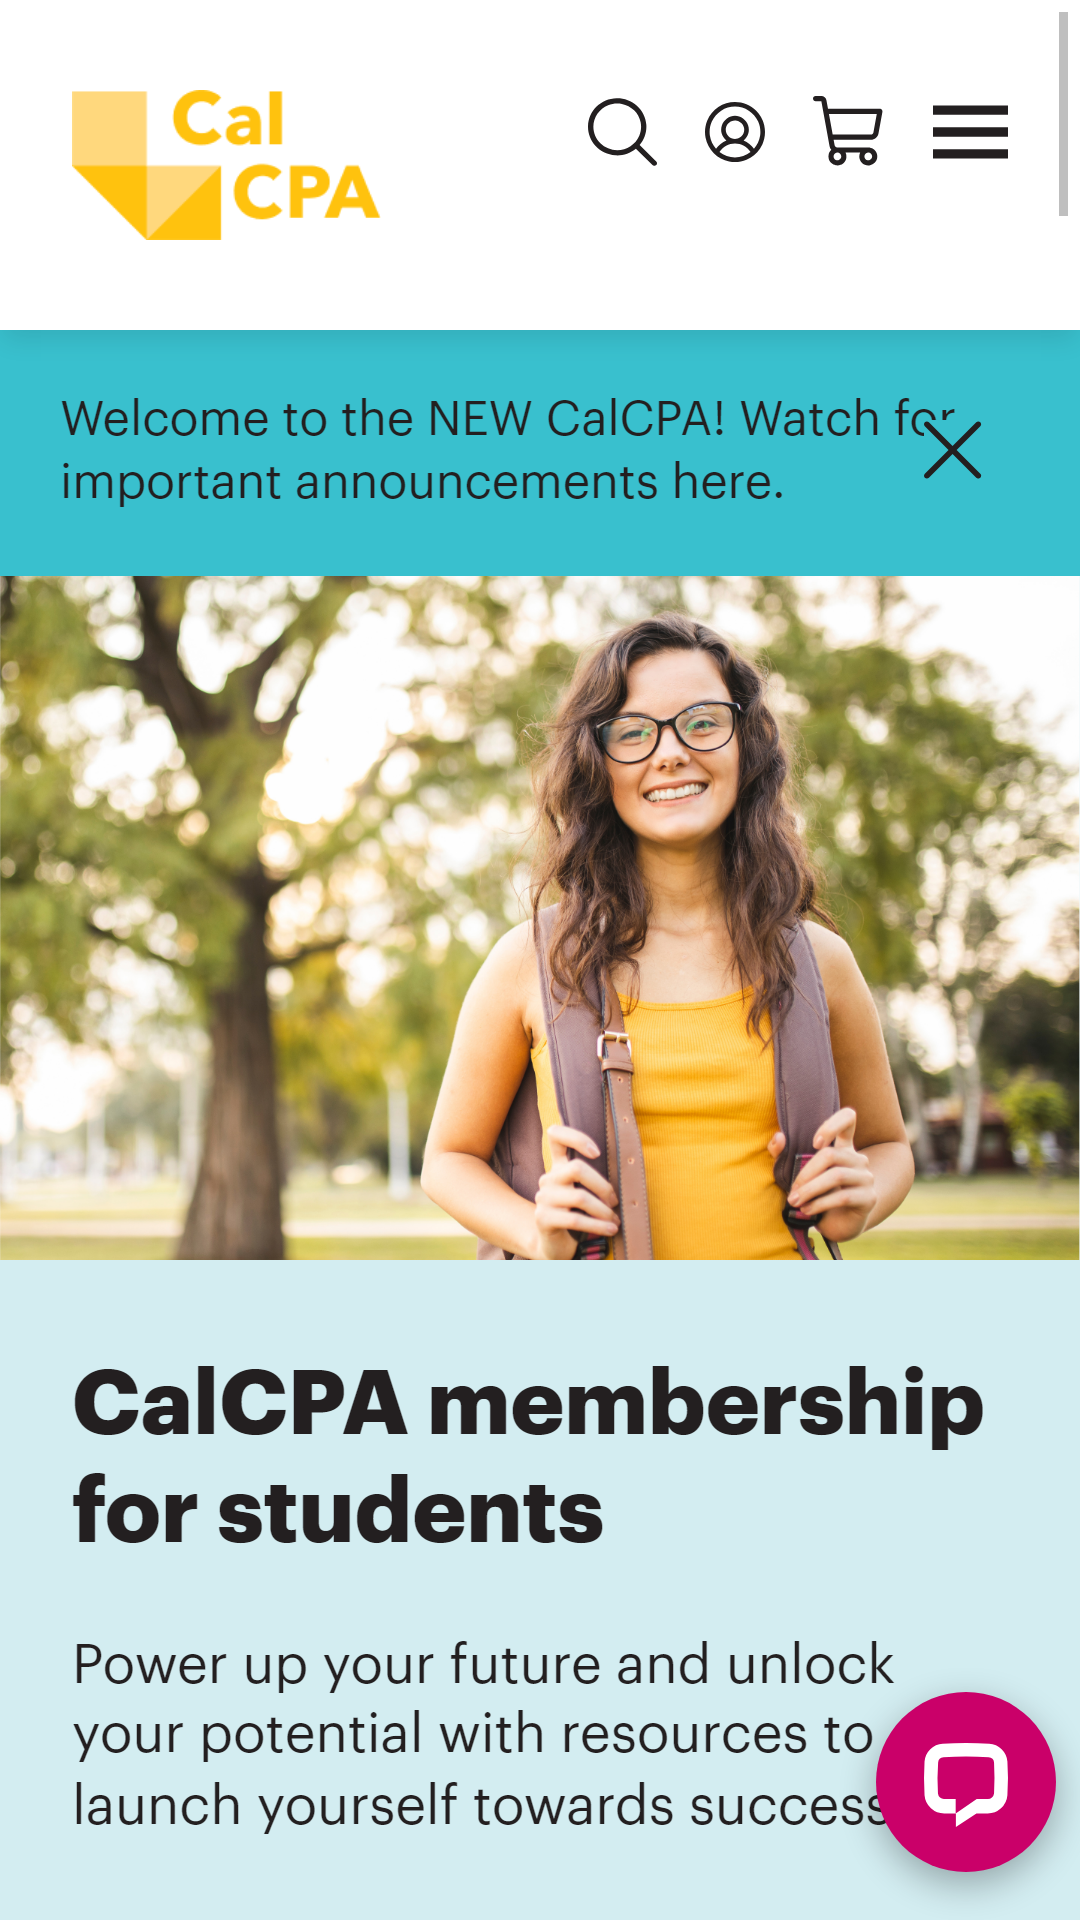 Cal
CPA
Welcome to the NEW CalCPA! Watch for
important announcements here.
CalCPA membership
for students
Power up your future and unlock
your potential with resources to
launch yourself towards success